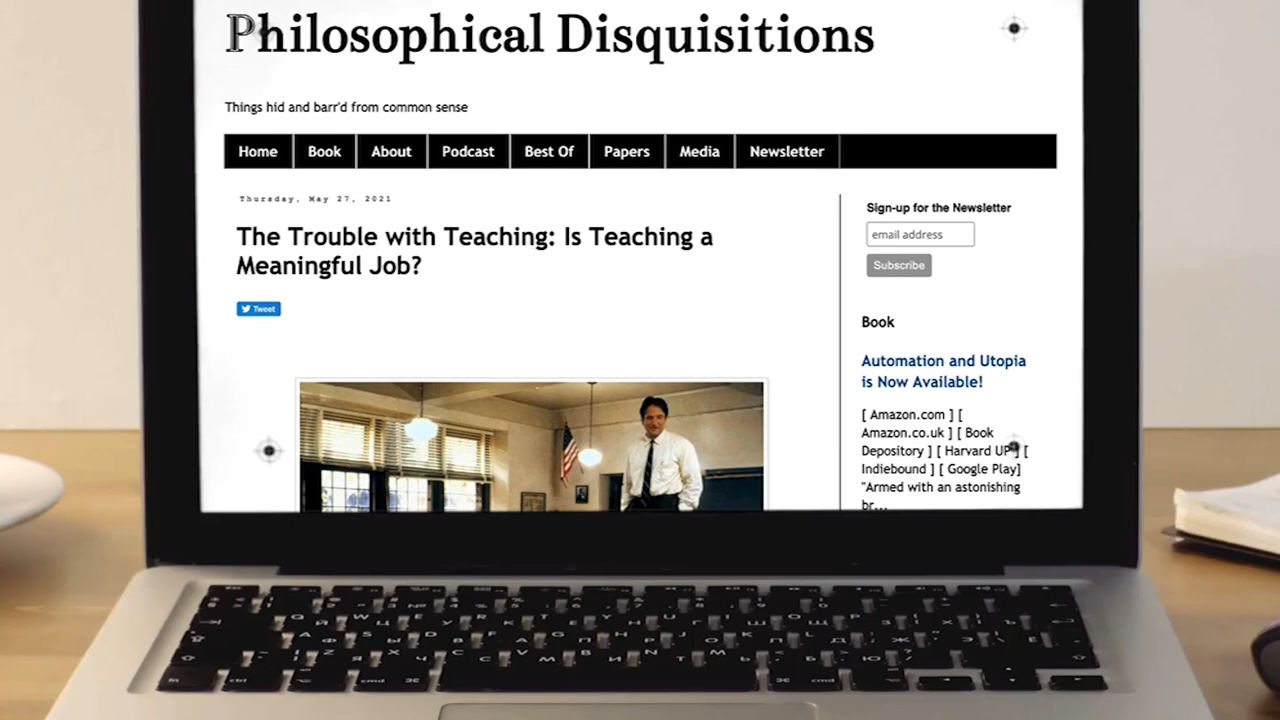 Philosophical Disquisitions
Things hid and barr'd from common sense
Home Book About Podcast Best Of Papers Media Newsletter
Thursday, May 27, 2021
The Trouble with Teaching: Is Teaching a
Meaningful Job?
Tweet
Sign-up for the Newsletter
email address
Subscribe
Book
Automation and Utopia
is Now Available!
[ Amazon.com ] [
Amazon.co.uk ] [ Book
Depository ] [ Harvard UP ] [
Indiebound ] [ Google Play]
"Armed with an astonishing
br...